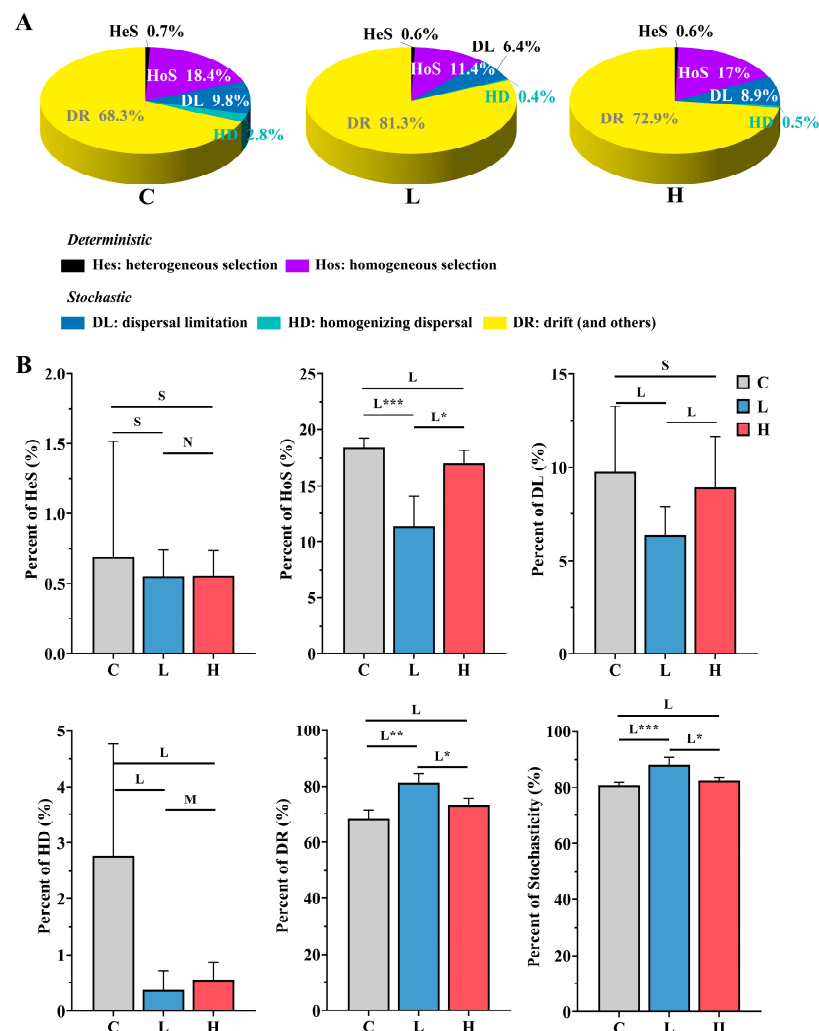 A
HeS 0.7%
HoS 18.4%
DL 9.8%
HD 2.8%
DR 68.3%
C
HeS 0.6%
HoS 11.4%
DL 6.4%
HD 0.4%
DR 81.3%
L
HeS 0.6%
HoS 17%
DL 8.9%
HD 0.5%
DR 72.9%
H
Deterministic
Hes: heterogeneous selection
Hos: homogeneous selection
Stochastic
DL: dispersal limitation
HD: homogenizing dispersal
DR: drift (and others)
B
Percent of HeS (%)
2.0
1.5
1.0
0.5
0.0
S
S
N
C L H
Percent of HoS (%)
25
20
15
10
5
0
L
L***
L*
C L H
Percent of DL (%)
15
10
5
0
S
L
L
C L H
C
L
H
Percent of HD (%)
5
4
3
2
1
0
L
L
M
C L H
Percent of DR (%)
100
80
60
40
20
0
L
L**
L*
C L H
Percent of Stochasticity (%)
100
80
60
40
20
0
L
L***
L*
C L H